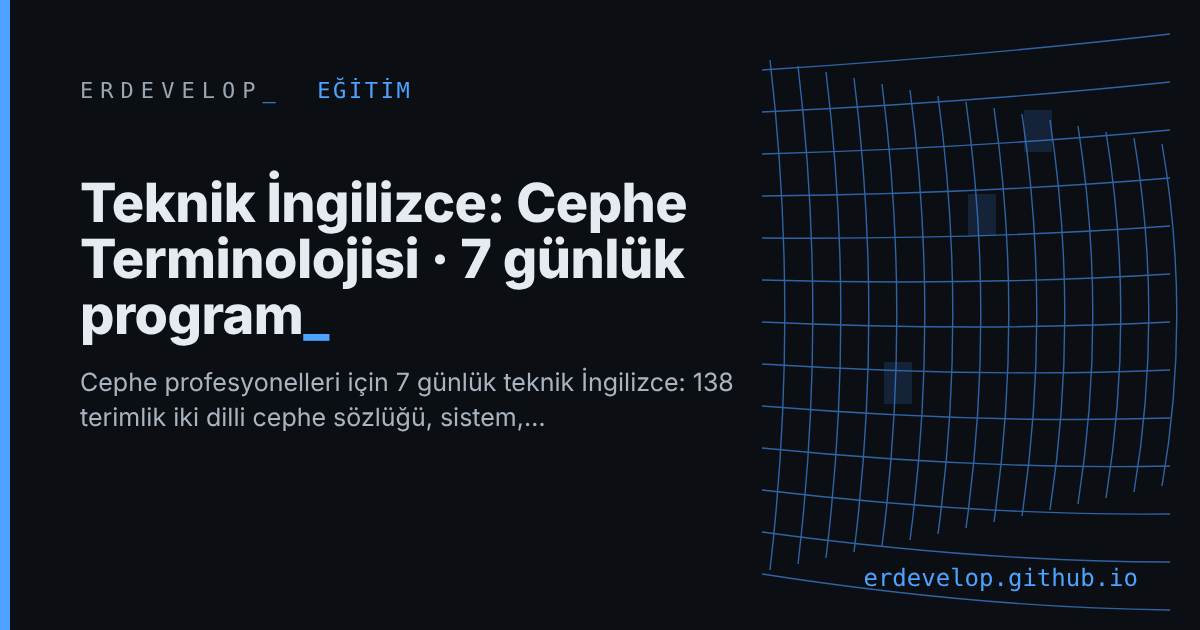 ERDEVELOP_ EĞİTİM
Teknik İngilizce: Cephe
Terminolojisi · 7 günlük
program_
Cephe profesyonelleri için 7 günlük teknik İngilizce: 138
terimlik iki dilli cephe sözlüğü, sistem,...
erdevelop.github.io